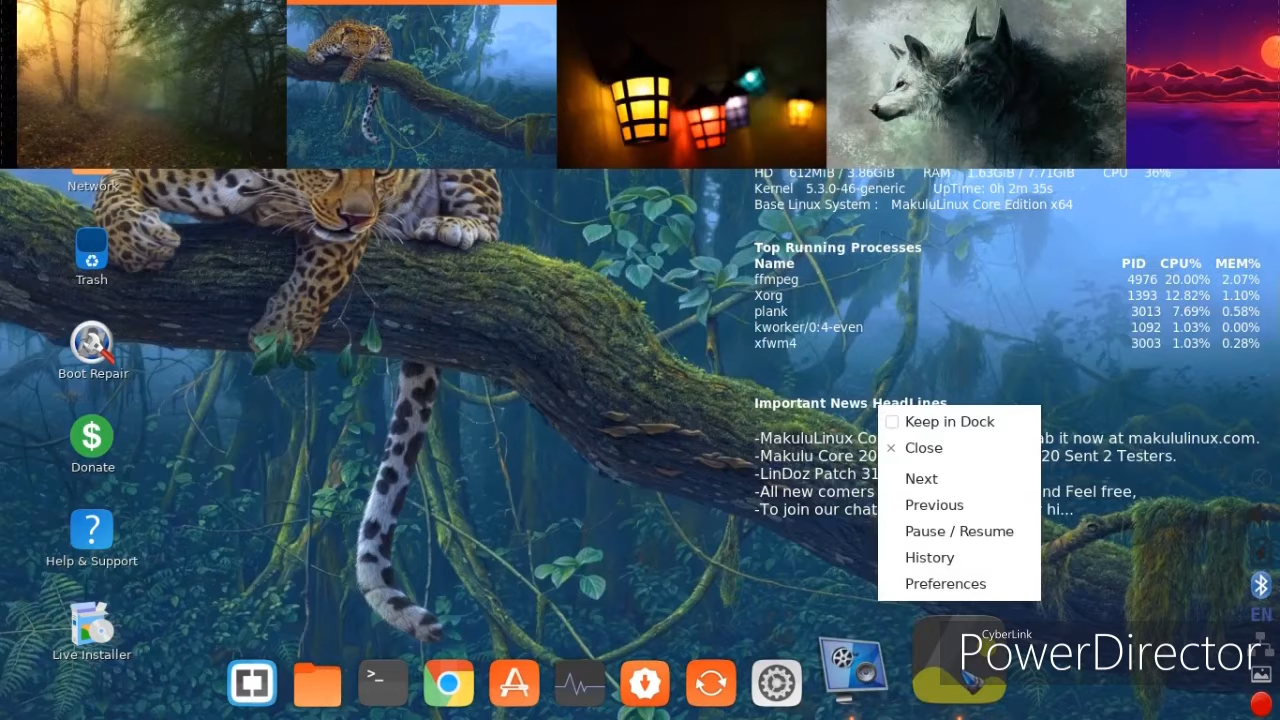 Network
Trash
Boot Repair
Donate
Help & Support
Live Installer
HD 612MiB / 3.86GiB RAM 1.63GiB / 7.71GiB CPU 36%
Kernel 5.3.0-46-generic UpTime: 0h 2m 35s
Base Linux System : MakuluLinux Core Edition x64
Top Running Processes
Name PID CPU% MEM%
ffmpeg 4976 20.00% 2.07%
Xorg 1393 12.82% 1.10%
plank 3013 7.69% 0.58%
kworker/0:4-even 1092 1.03% 0.00%
xfwm4 3003 1.03% 0.28%
Important News HeadLines
-MakuluLinux Co ab it now at makululinux.com.
-Makulu Core 20 20 Sent 2 Testers.
-LinDoz Patch 31
-All new comers nd Feel free,
-To join our chat hi...
Keep in Dock
Close
Next
Previous
Pause / Resume
History
Preferences
EN
>_
CyberLink
PowerDirector